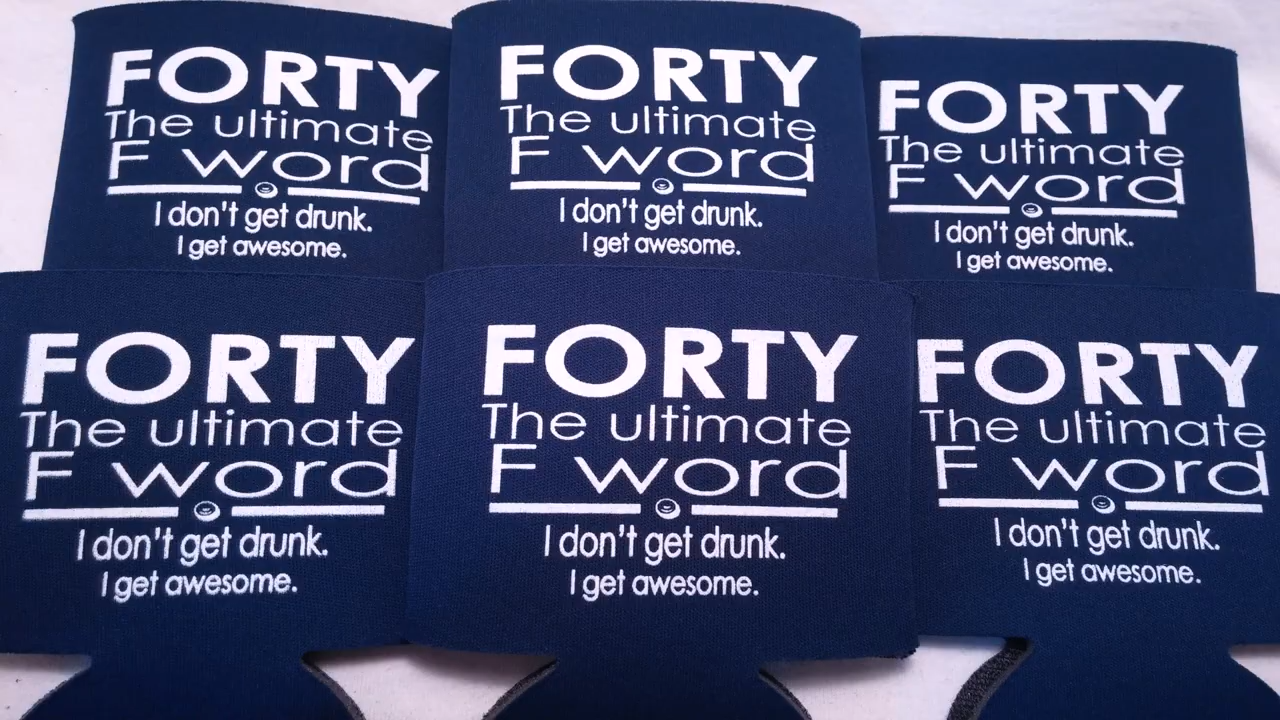 FORTY
The ultimate
F word
I don't get drunk.
I get awesome.
FORTY
The ultimate
F word
I don't get drunk.
I get awesome.
FORTY
The ultimate
F word
I don't get drunk.
I get awesome.
FORTY
The ultimate
F word
I don't get drunk.
I get awesome.
FORTY
The ultimate
F word
I don't get drunk.
I get awesome.
FORTY
The ultimate
F word
I don't get drunk.
I get awesome.